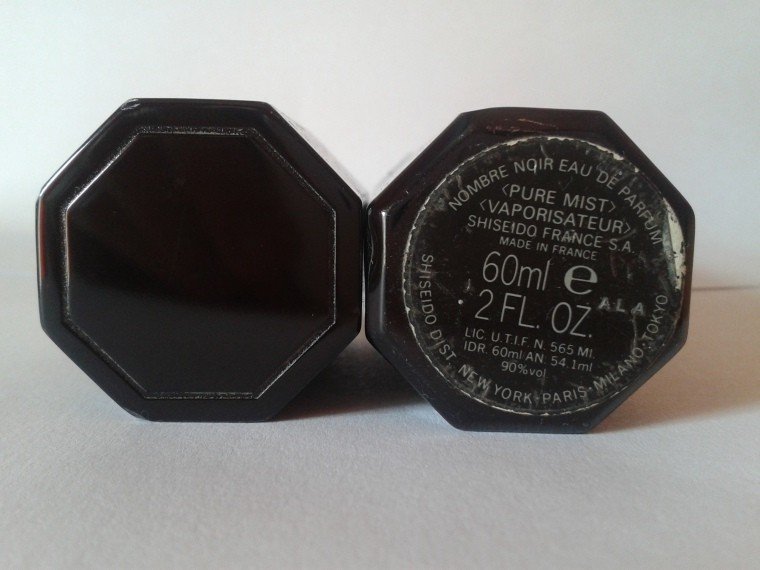 NOMBRE NOIR EAU DE PARFUM
<PURE MIST>
<VAPORISATEUR>
SHISEIDO FRANCE S.A.
MADE IN FRANCE
60ml e
2 FL. OZ.
ALA
LIC. U.T.I.F. N. 565 MI.
IDR. 60ml AN. 54.1ml
90%vol
SHISEIDO DIST. NEW YORK·PARIS·MILANO·TOKYO